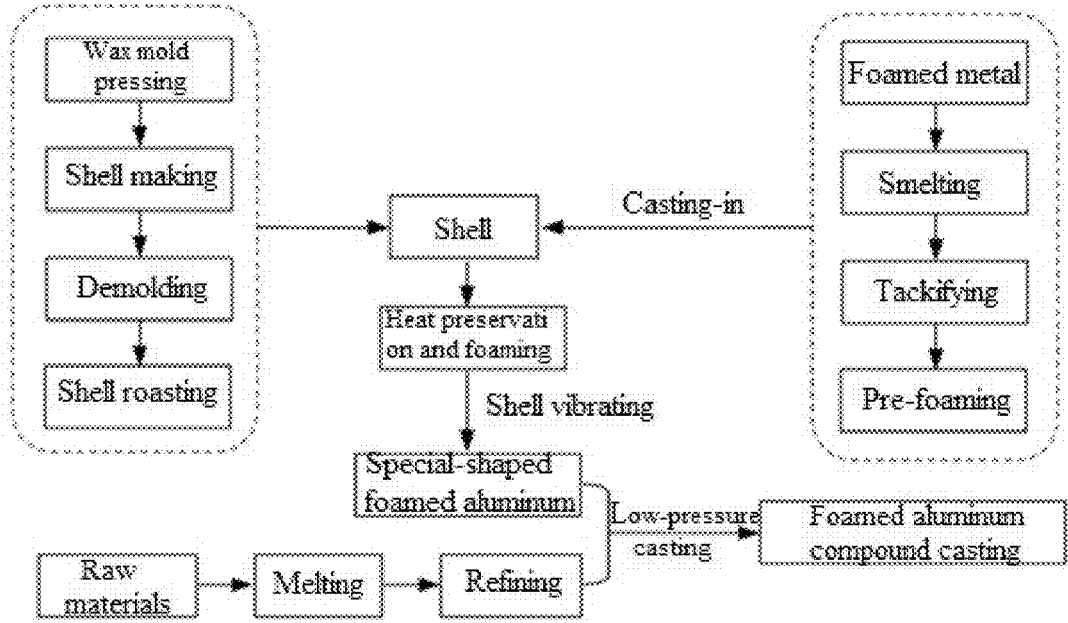 Wax mold
pressing
Shell making
Demolding
Shell roasting
Foamed metal
Smelting
Tackifying
Pre-foaming
Casting-in
Shell
Heat preservati
on and foaming
Shell vibrating
Special-shaped
foamed aluminum
Low-pressure
casting
Foamed aluminum
compound casting
Raw
materials
Melting
Refining